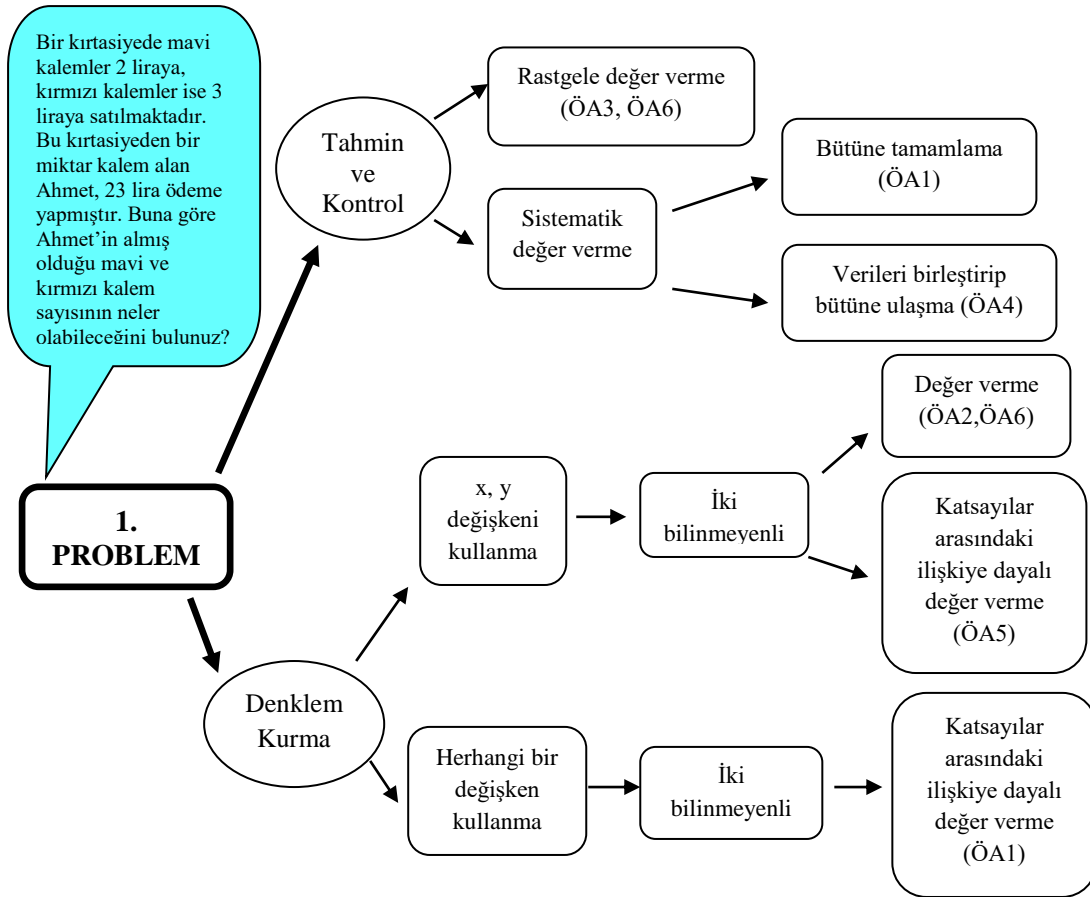 Bir kırtasiyede mavi
kalemler 2 liraya,
kırmızı kalemler ise 3
liraya satılmaktadır.
Bu kırtasiyeden bir
miktar kalem alan
Ahmet, 23 lira ödeme
yapmıştır. Buna göre
Ahmet’in almış
olduğu mavi ve
kırmızı kalem
sayısının neler
olabileceğini bulunuz?
1.
PROBLEM
Tahmin
ve
Kontrol
Rastgele değer verme
(ÖA3, ÖA6)
Sistematik
değer verme
Bütüne tamamlama
(ÖA1)
Verileri birleştirip
bütüne ulaşma (ÖA4)
Denklem
Kurma
x, y
değişkeni
kullanma
İki
bilinmeyenli
Değer verme
(ÖA2,ÖA6)
Katsayılar
arasındaki
ilişkiye dayalı
değer verme
(ÖA5)
Herhangi bir
değişken
kullanma
İki
bilinmeyenli
Katsayılar
arasındaki
ilişkiye dayalı
değer verme
(ÖA1)